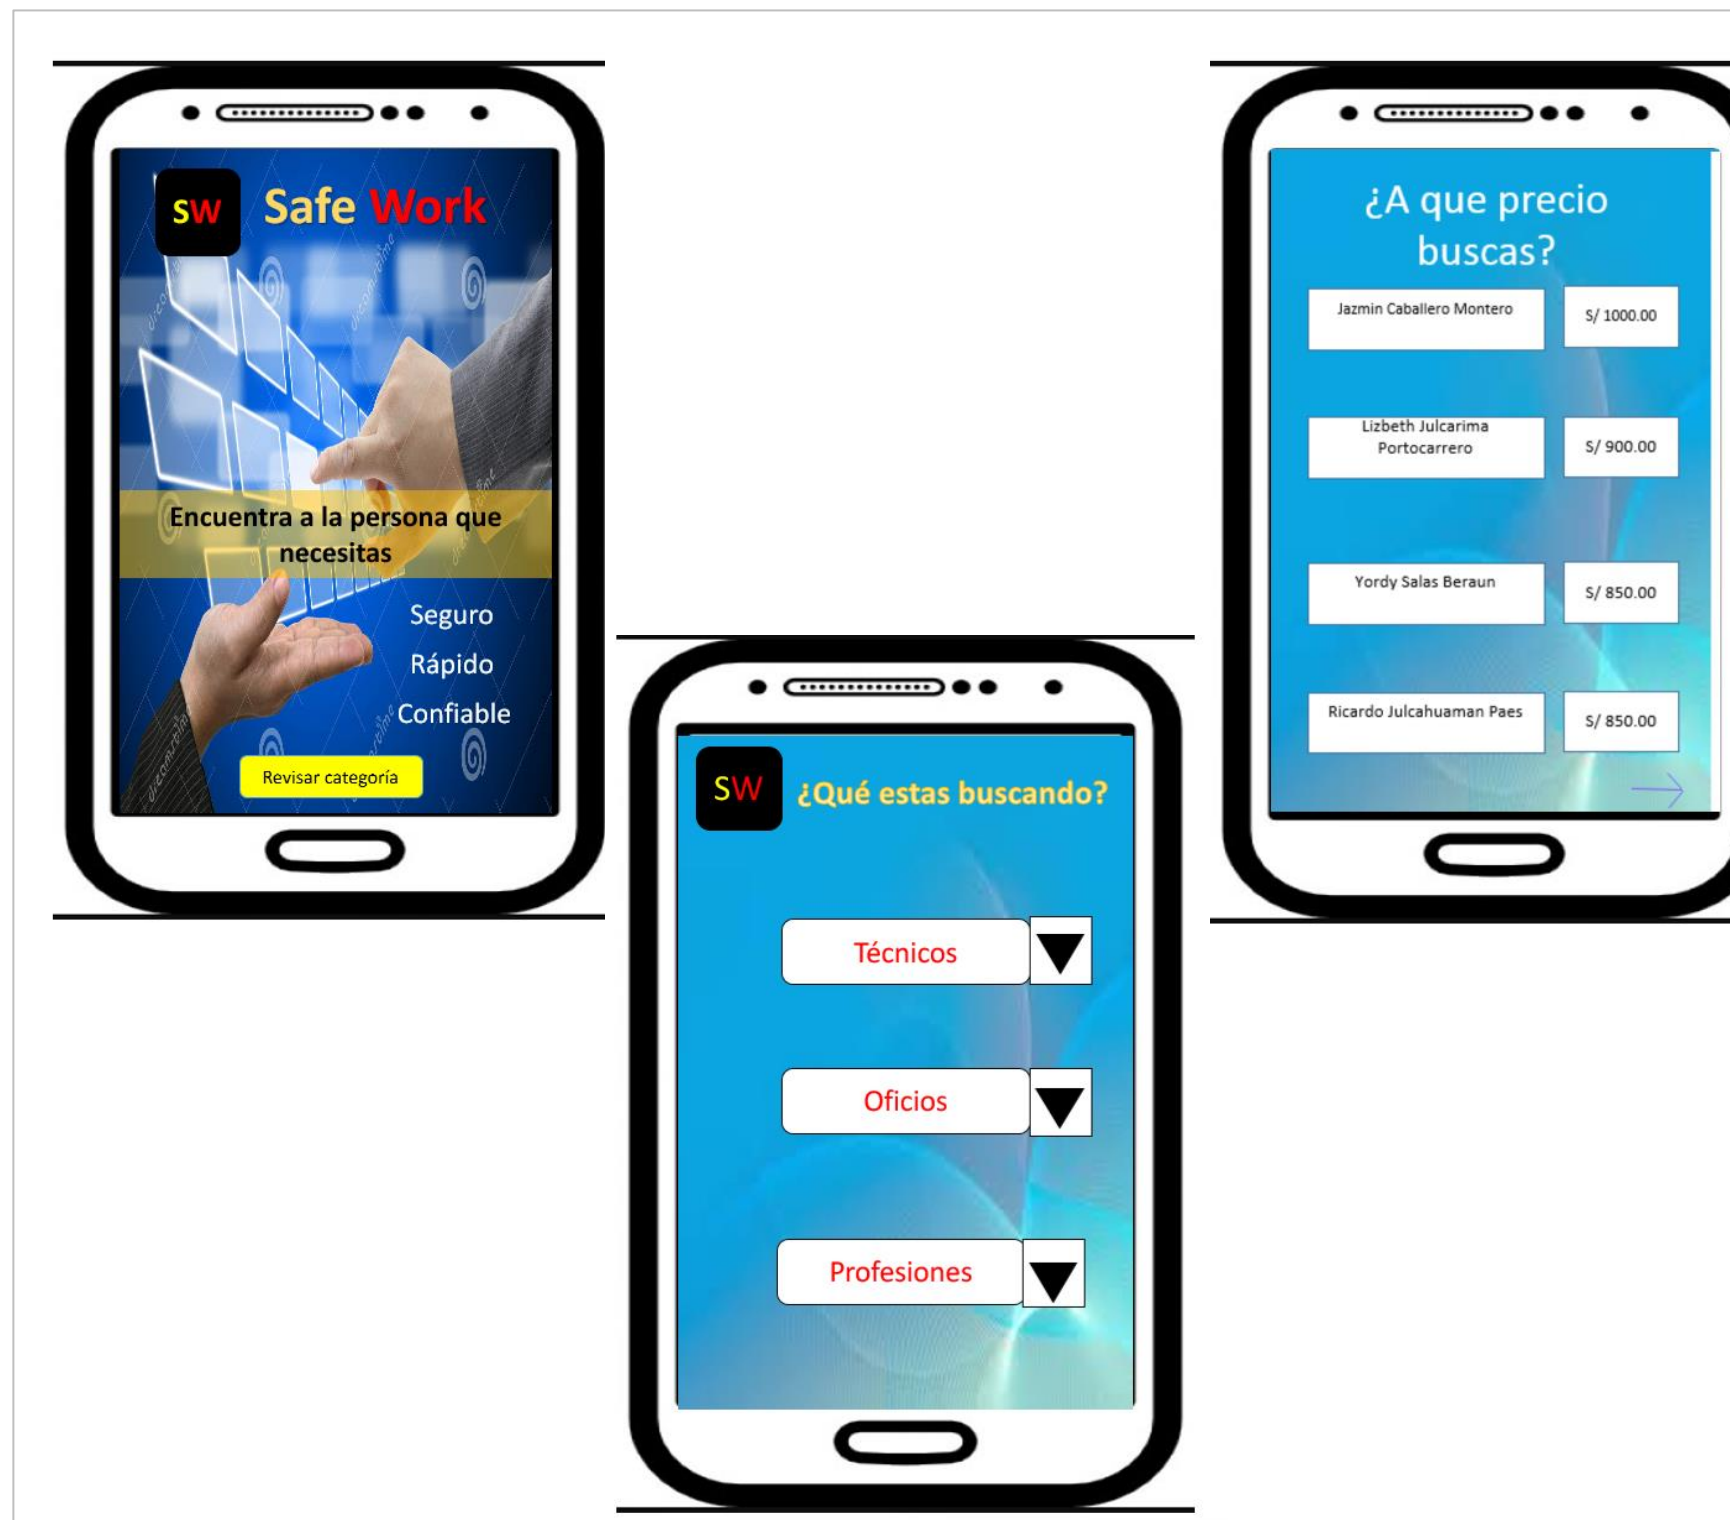 SW
Safe Work
Encuentra a la persona que
necesitas
Seguro
Rápido
Confiable
Revisar categoría
SW
¿Qué estas buscando?
Técnicos
Oficios
Profesiones
¿A que precio
buscas?
Jazmin Caballero Montero
S/ 1000.00
Lizbeth Julcarima
Portocarrero
S/ 900.00
Yordy Salas Beraun
S/ 850.00
Ricardo Julcahuaman Paes
S/ 850.00